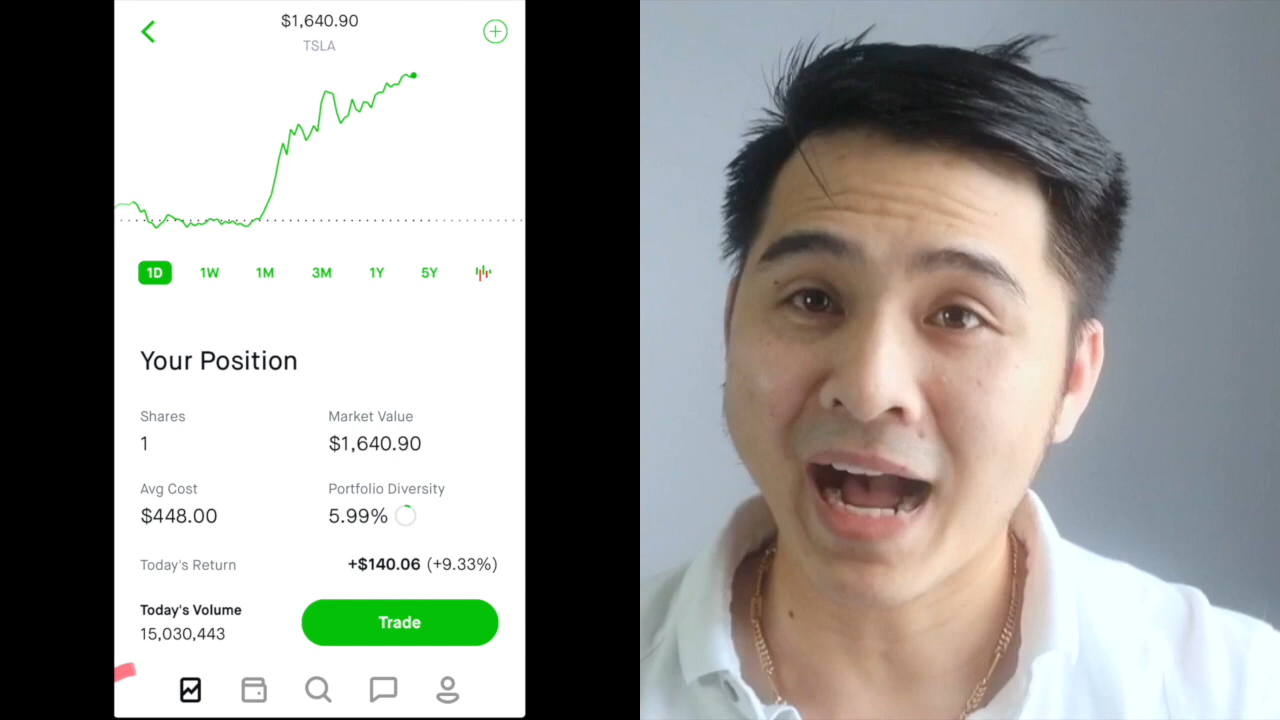 $1,640.90
TSLA
1D 1W 1M 3M 1Y 5Y
Your Position
Shares Market Value
1 $1,640.90
Avg Cost Portfolio Diversity
$448.00 5.99%
Today's Return +$140.06 (+9.33%)
Today's Volume
15,030,443
Trade